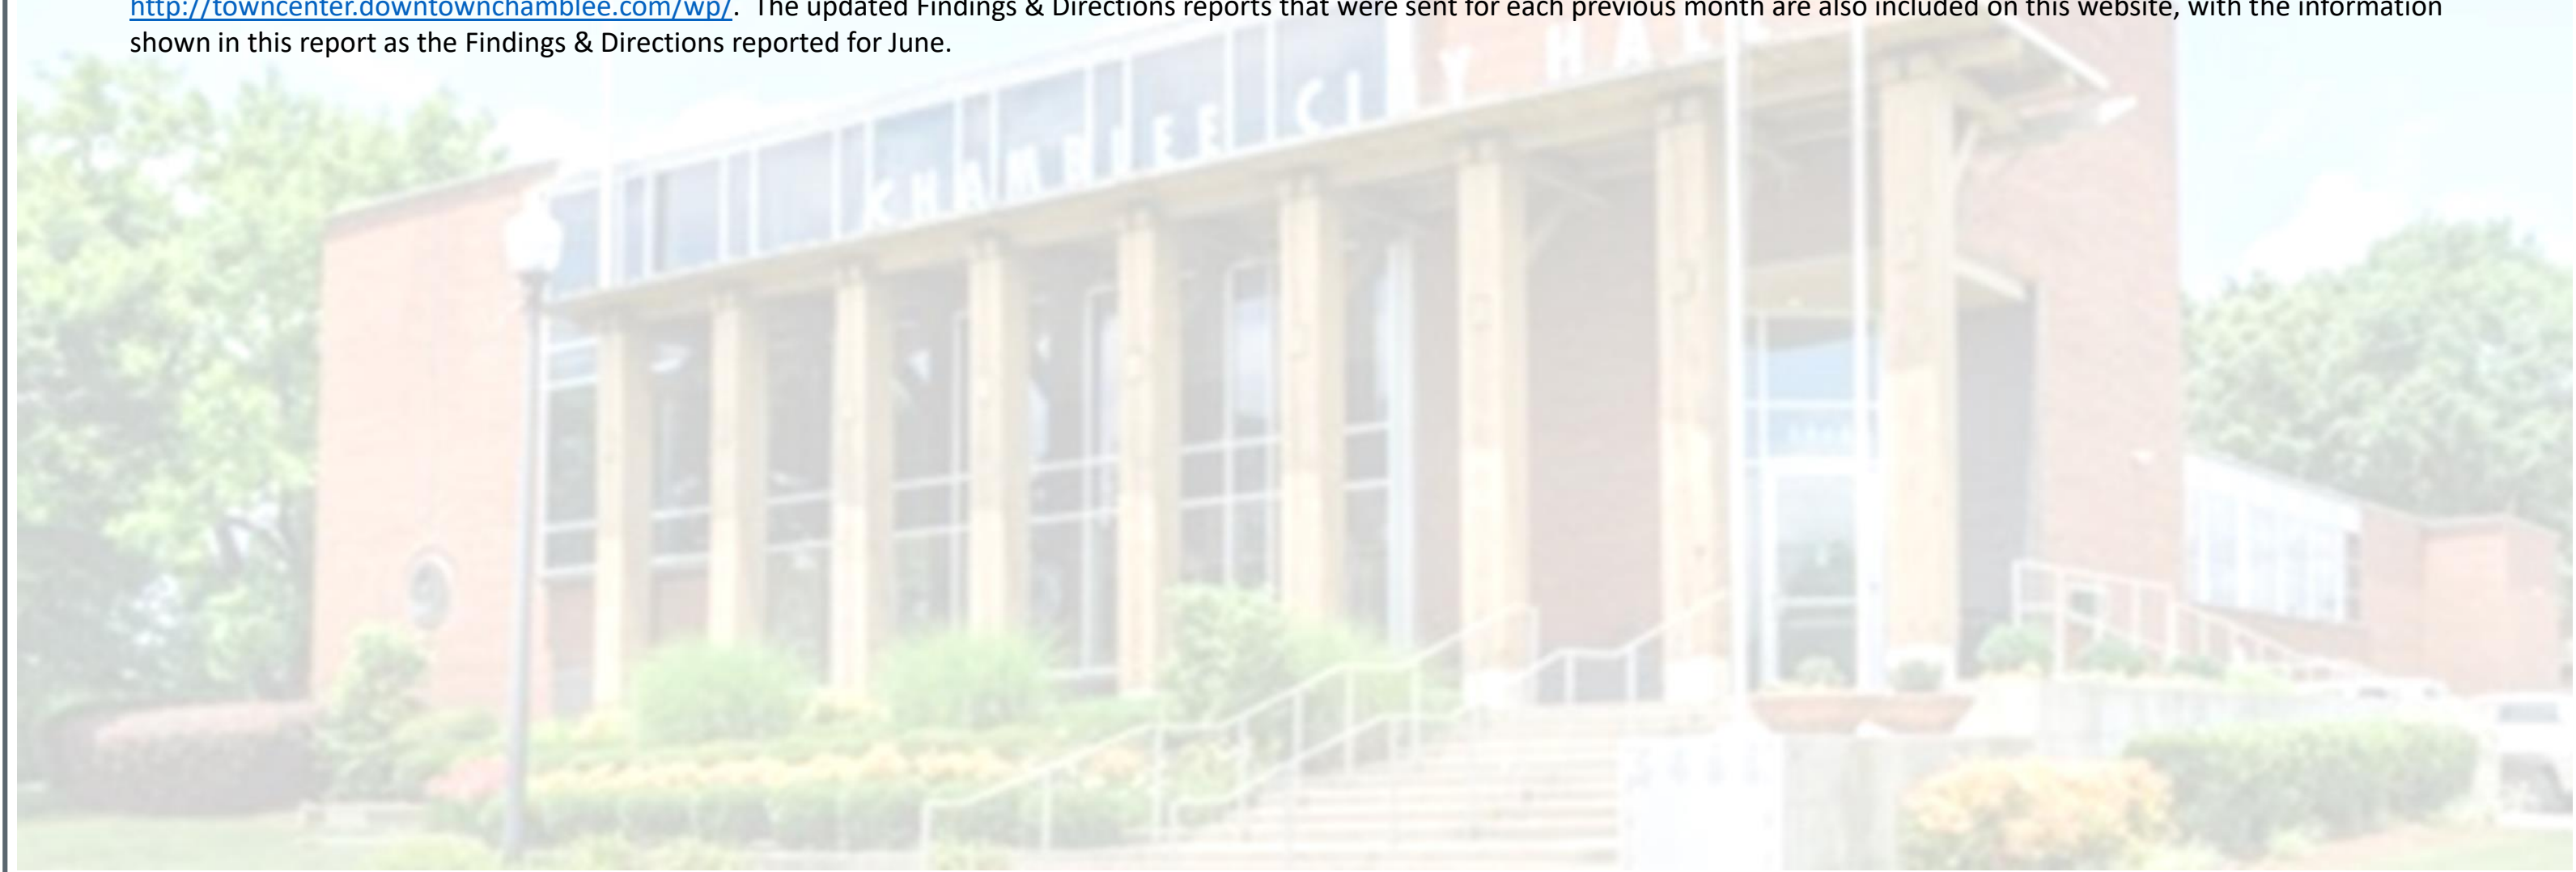 http://towncenter.downtownchamblee.com/wp/. The updated Findings & Directions reports that were sent for each previous month are also included on this website, with the information
shown in this report as the Findings & Directions reported for June.
CHAMBLEE CITY HALL